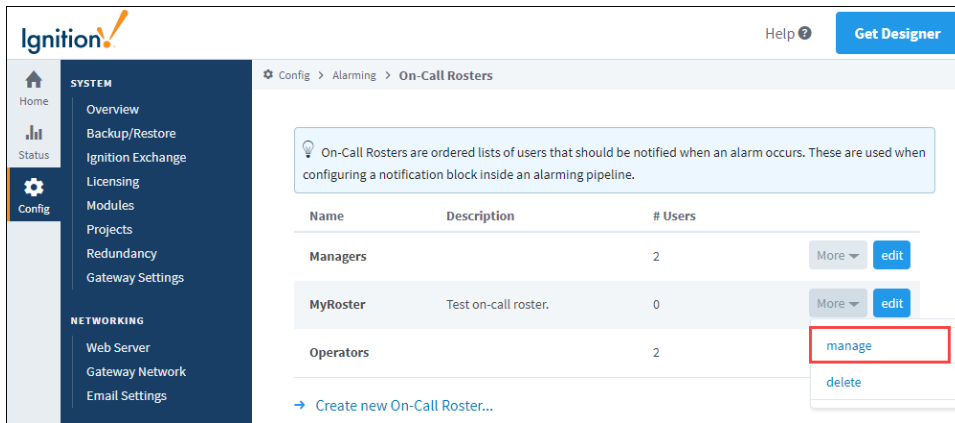 Ignition!
Help ?
Get Designer
Home
Status
Config
SYSTEM
Overview
Backup/Restore
Ignition Exchange
Licensing
Modules
Projects
Redundancy
Gateway Settings
NETWORKING
Web Server
Gateway Network
Email Settings
Config > Alarming > On-Call Rosters
On-Call Rosters are ordered lists of users that should be notified when an alarm occurs. These are used when
configuring a notification block inside an alarming pipeline.
Name Description # Users
Managers 2 More edit
MyRoster Test on-call roster. 0 More edit
manage
Operators 2
delete
→ Create new On-Call Roster...